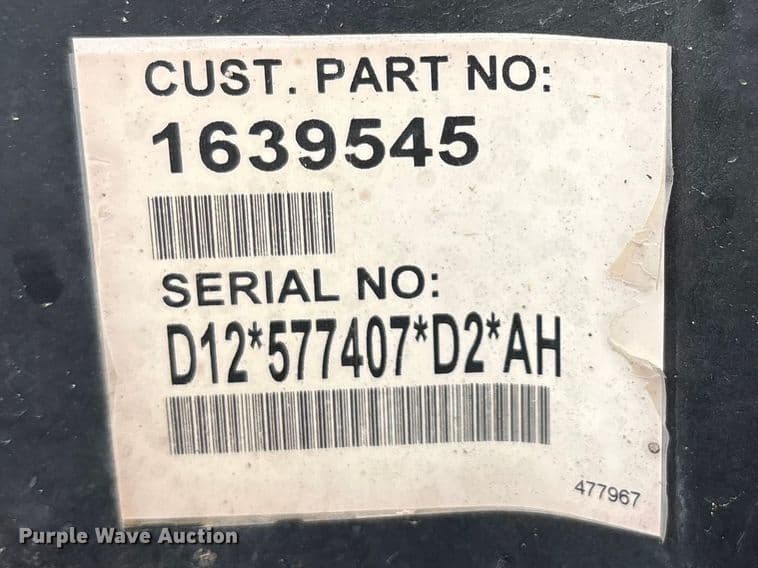 CUST. PART NO:
1639545
SERIAL NO:
D12*577407*D2*AH
477967
Purple Wave Auction